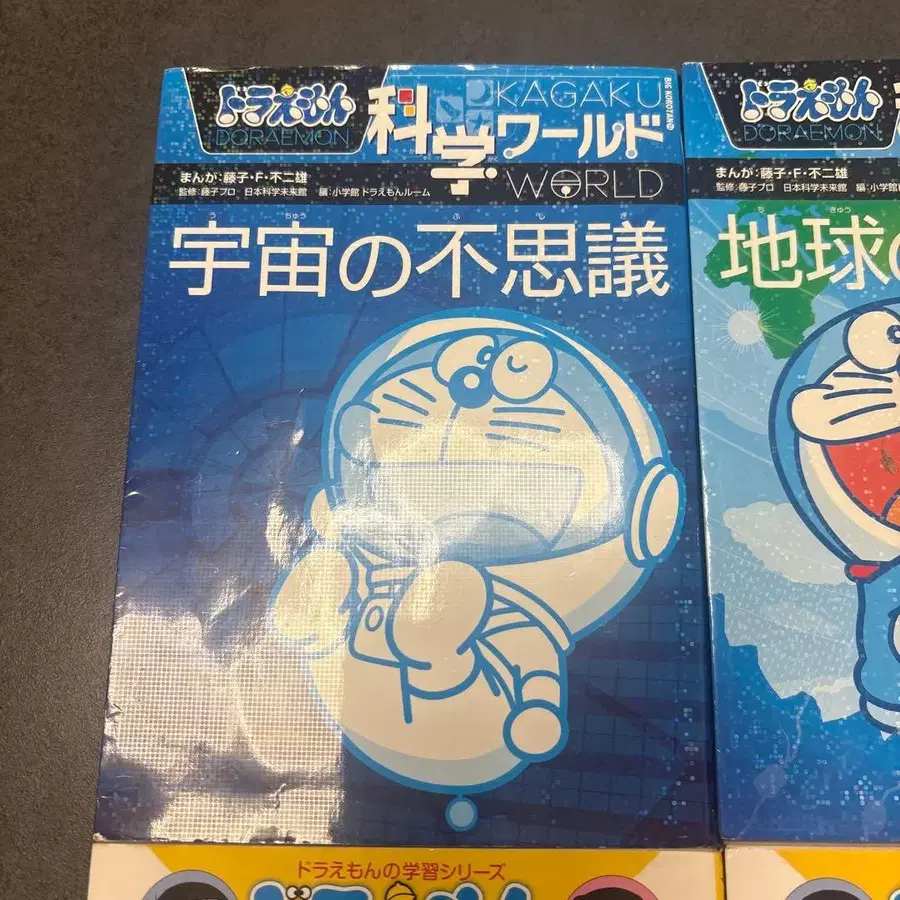 ドラえもん
DORAEMON
科学ワールド
KAGAKU
WORLD
BIG KOROTAN
まんが:藤子・F・不二雄
監修:藤子プロ 日本科学未来館 編:小学館 ドラえもんルーム
うちゅう ふしぎ
宇宙の不思議
ドラえもん
DORAEMON
まんが:藤子・F・不二雄
監修:藤子プロ 日本科学未来館 編:小学館
ちきゅう
地球の
ドラえもんの学習シリーズ